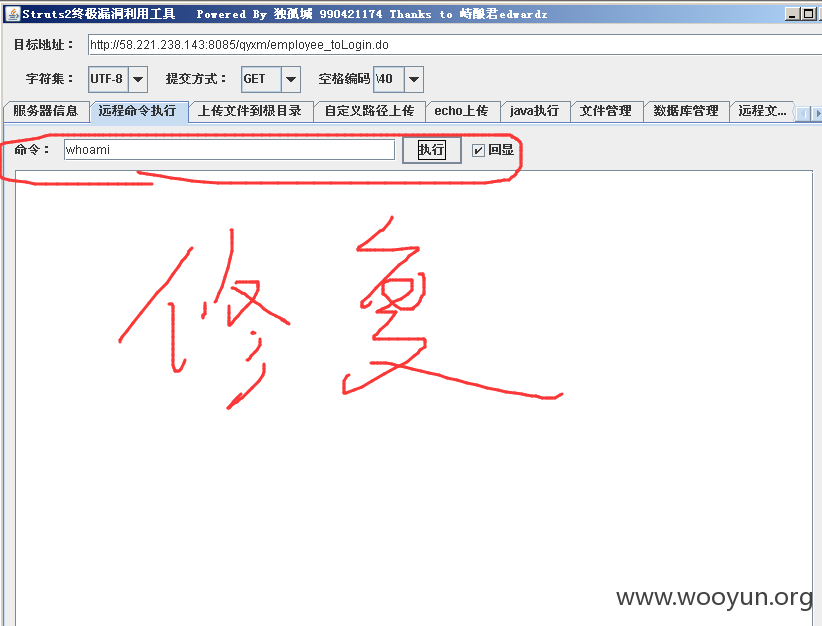 Struts2终极漏洞利用工具 Powered By 独孤城 990421174 Thanks to 峙酿君edwardz
目标地址： http://58.221.238.143:8085/qyxm/employee_toLogin.do
字符集： UTF-8 提交方式： GET 空格编码 \40
服务器信息 远程命令执行 上传文件到根目录 自定义路径上传 echo上传 java执行 文件管理 数据库管理 远程文...
命令： whoami 执行 回显
修复
www.wooyun.org